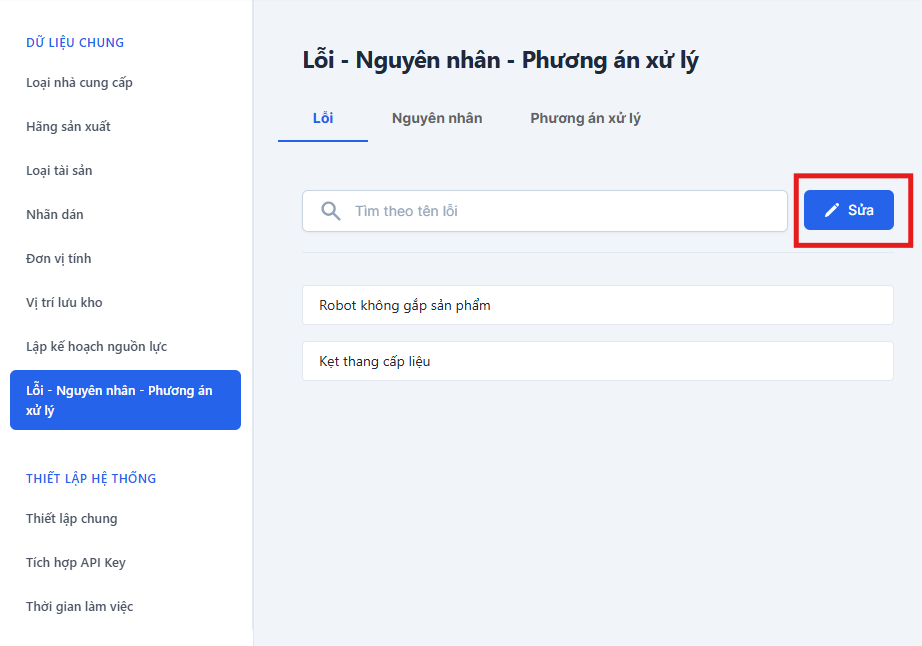 DỮ LIỆU CHUNG
Loại nhà cung cấp
Hãng sản xuất
Loại tài sản
Nhãn dán
Đơn vị tính
Vị trí lưu kho
Lập kế hoạch nguồn lực
Lỗi - Nguyên nhân - Phương án
xử lý
THIẾT LẬP HỆ THỐNG
Thiết lập chung
Tích hợp API Key
Thời gian làm việc
Lỗi - Nguyên nhân - Phương án xử lý
Lỗi
Nguyên nhân
Phương án xử lý
Tìm theo tên lỗi
Sửa
Robot không gắp sản phẩm
Kẹt thang cấp liệu